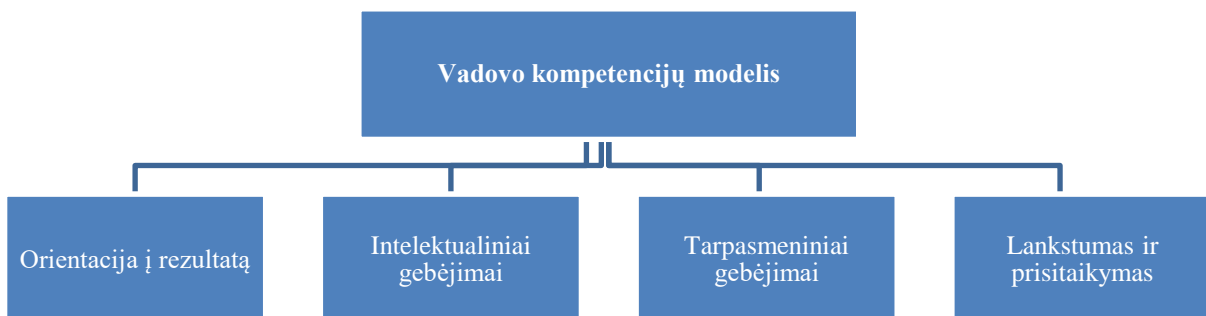 Vadovo kompetencijų modelis
Orientacija į rezultatą
Intelektualiniai
gebėjimai
Tarpasmeniniai
gebėjimai
Lankstumas ir
prisitaikymas